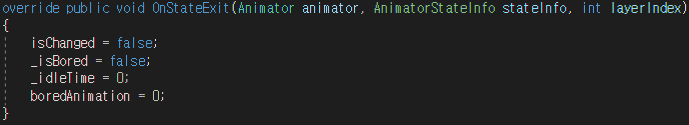 override public void OnStateExit(Animator animator, AnimatorStateInfo stateInfo, int layerIndex)
{
isChanged = false;
_isBored = false;
_idleTime = 0;
boredAnimation = 0;
}